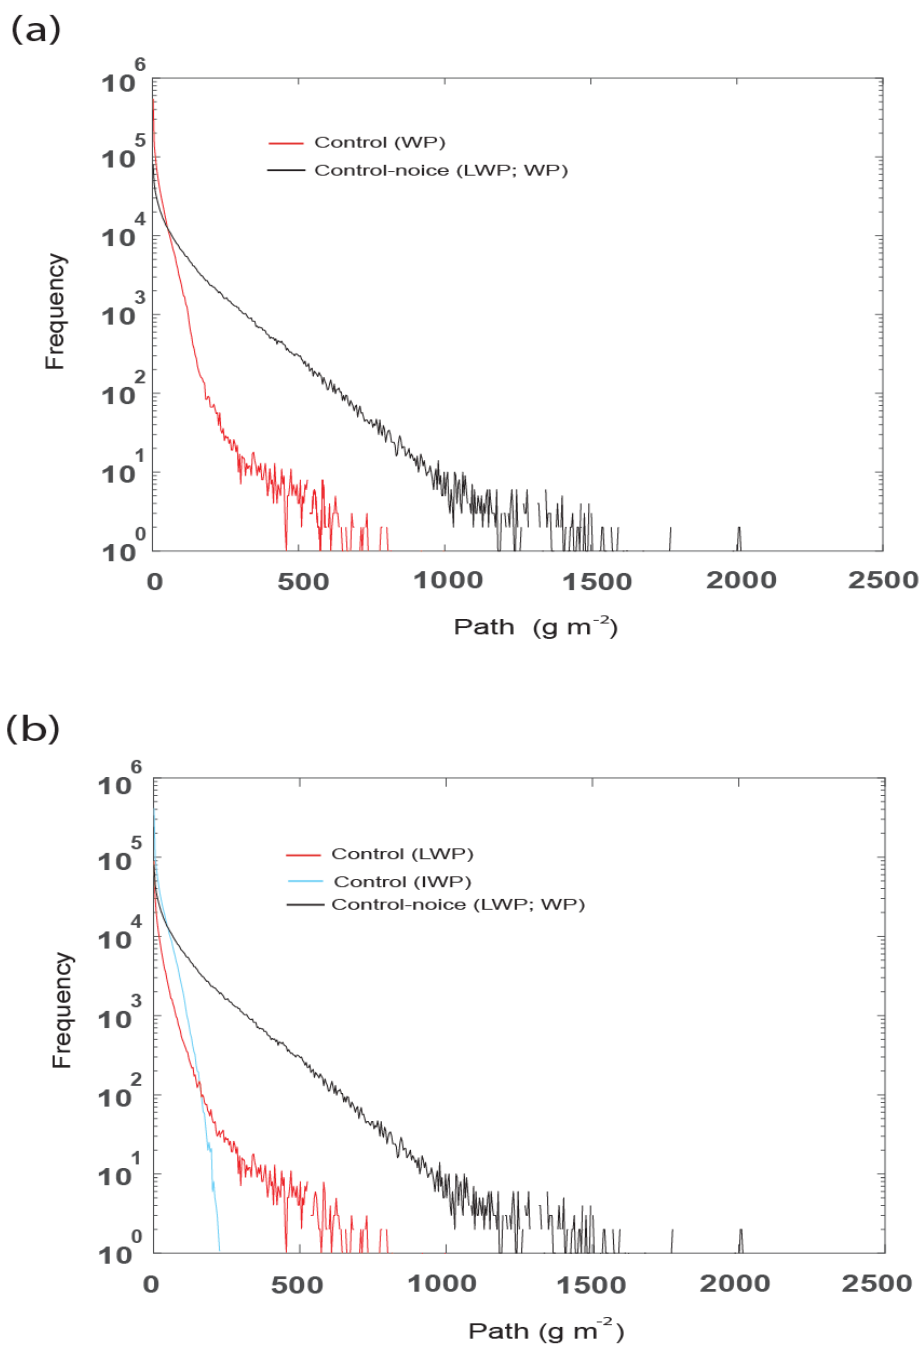 (a)
10^6
10^5
10^4
10^3
10^2
10^1
10^0
Frequency
Control (WP)
Control-noice (LWP; WP)
0 500 1000 1500 2000 2500
Path (g m^-2)
(b)
10^6
10^5
10^4
10^3
10^2
10^1
10^0
Frequency
Control (LWP)
Control (IWP)
Control-noice (LWP; WP)
0 500 1000 1500 2000 2500
Path (g m^-2)